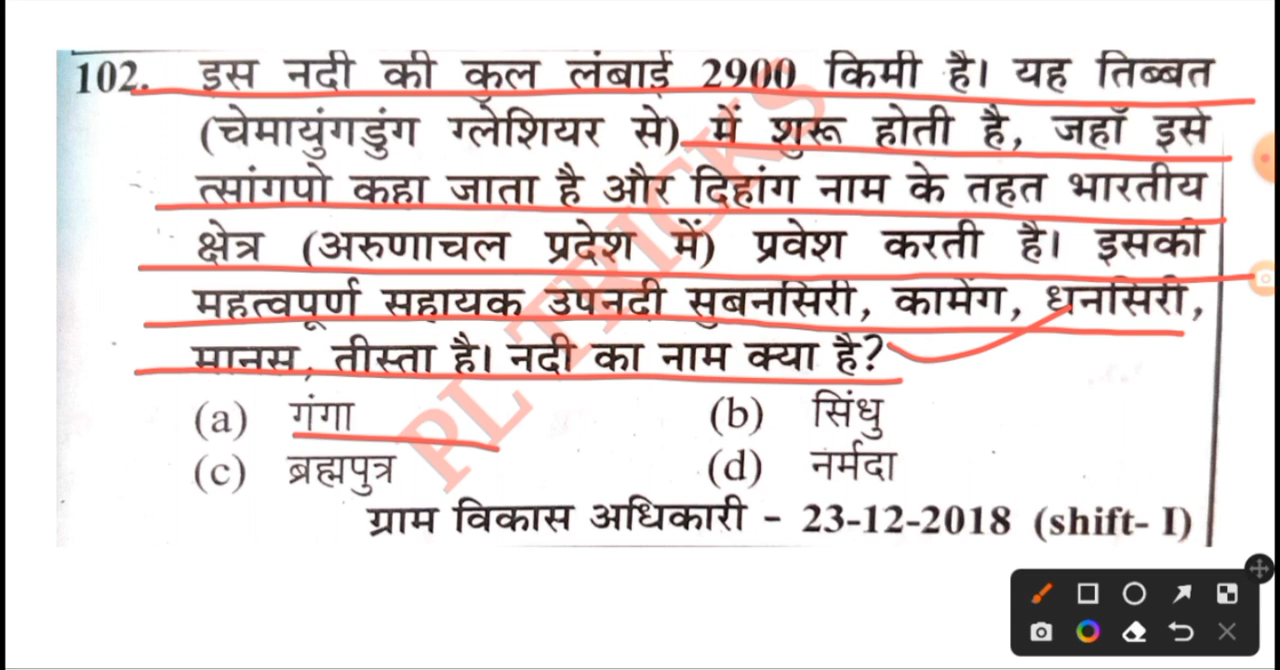 102. इस नदी की कुल लंबाई 2900 किमी है। यह तिब्बत
(चेमायुंगडुंग ग्लेशियर से) में शुरू होती है, जहाँ इसे
त्सांगपो कहा जाता है और दिहांग नाम के तहत भारतीय
क्षेत्र (अरुणाचल प्रदेश में) प्रवेश करती है। इसकी
महत्वपूर्ण सहायक उपनदी सुबनसिरी, कामेंग, धनसिरी,
मानस, तीस्ता है। नदी का नाम क्या है?
(a) गंगा (b) सिंधु
(c) ब्रह्मपुत्र (d) नर्मदा
ग्राम विकास अधिकारी - 23-12-2018 (shift- I)
PL TRICKS